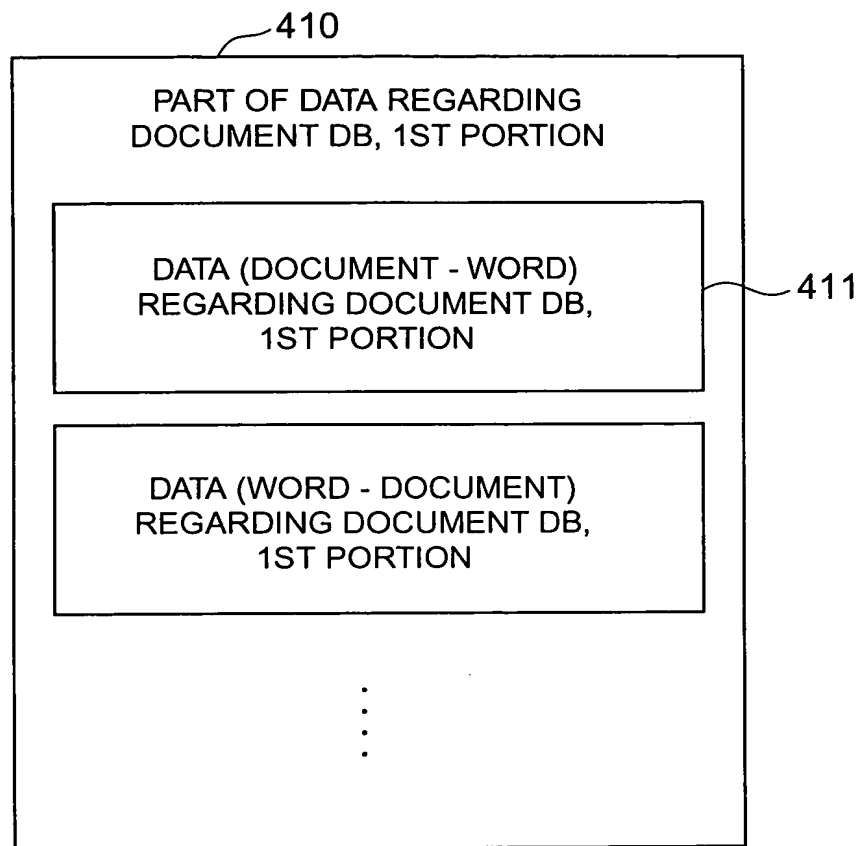 410
PART OF DATA REGARDING
DOCUMENT DB, 1ST PORTION
DATA (DOCUMENT - WORD)
REGARDING DOCUMENT DB,
1ST PORTION
411
DATA (WORD - DOCUMENT)
REGARDING DOCUMENT DB,
1ST PORTION